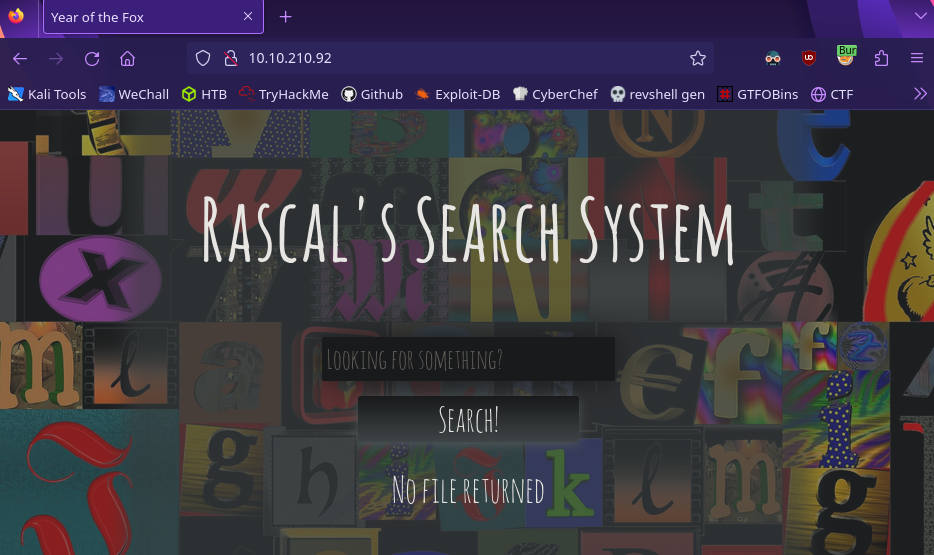 Year of the Fox
10.10.210.92
Bur
Kali Tools WeChall HTB TryHackMe Github Exploit-DB CyberChef revshell gen GTFOBins CTF
Rascal's Search System
Looking for something?
Search!
No file returned